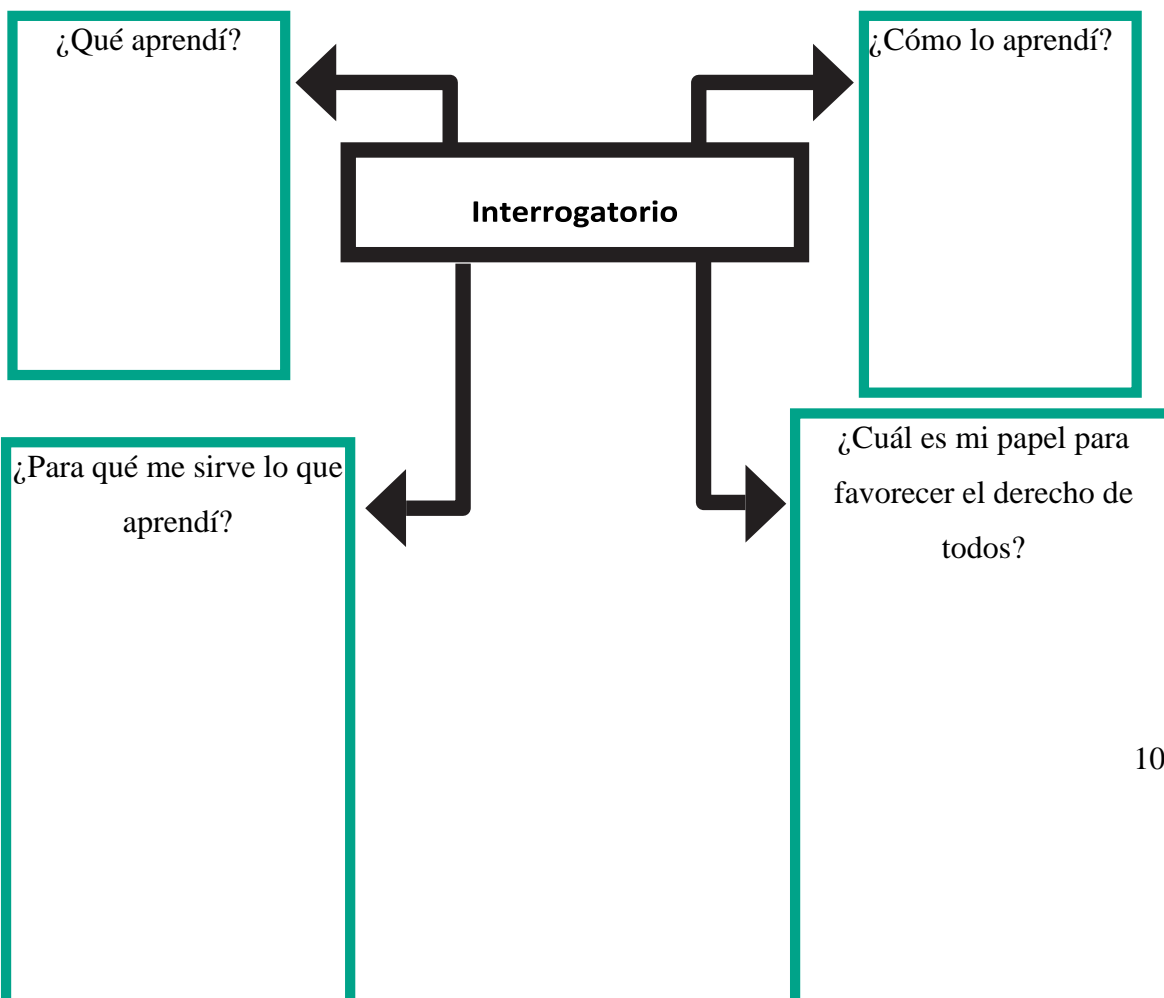 ¿Qué aprendí?
¿Cómo lo aprendí?
Interrogatorio
¿Para qué me sirve lo que
aprendí?
¿Cuál es mi papel para
favorecer el derecho de
todos?
10